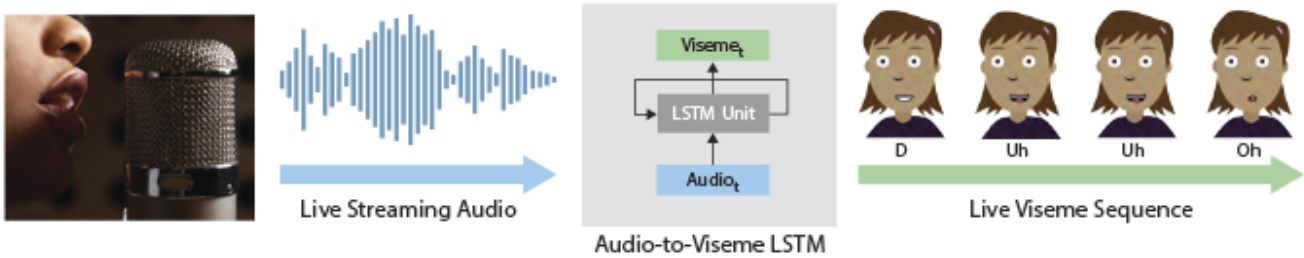 Live Streaming Audio
Viseme_t
LSTM Unit
Audio_t
Audio-to-Viseme LSTM
D Uh Uh Oh
Live Viseme Sequence